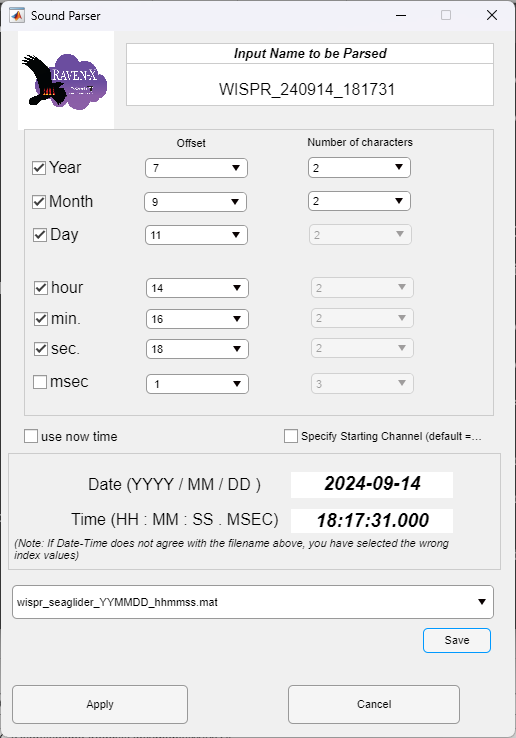 Sound Parser
RAVEN-X
Input Name to be Parsed
WISPR_240914_181731
Offset Number of characters
Year 7 2
Month 9 2
Day 11 2
hour 14 2
min. 16 2
sec. 18 2
msec 1 3
use now time Specify Starting Channel (default =...
Date (YYYY / MM / DD ) 2024-09-14
Time (HH : MM : SS . MSEC) 18:17:31.000
(Note: If Date-Time does not agree with the filename above, you have selected the wrong
index values)
wispr_seaglider_YYMMDD_hhmmss.mat
Save
Apply Cancel